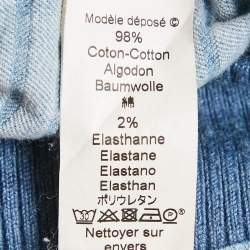 Modèle déposé ©
98%
Coton-Cotton
Algodon
Baumwolle
綿
2%
Elasthanne
Elastane
Elastano
Elasthan
ポリウレタン
Nettoyer sur
envers